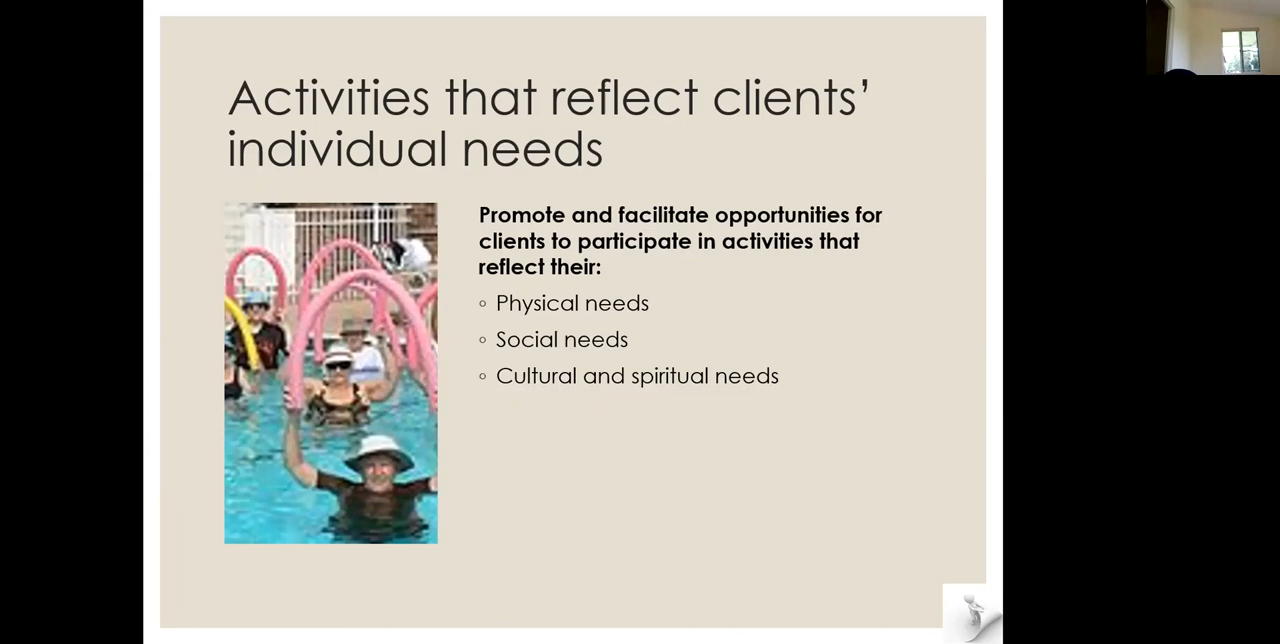 Activities that reflect clients’
individual needs
Promote and facilitate opportunities for
clients to participate in activities that
reflect their:
◦ Physical needs
◦ Social needs
◦ Cultural and spiritual needs